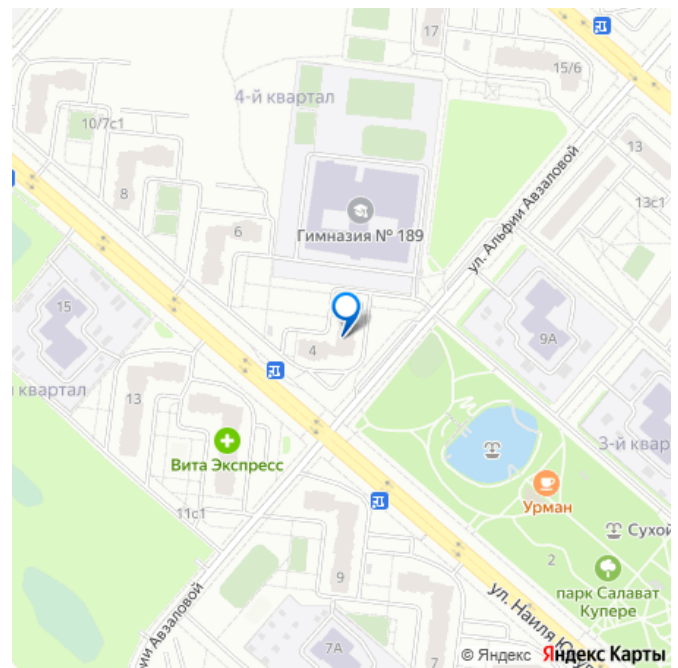 17
15/6
4-й квартал
10/7с1
13
8
13с1
6
Гимназия № 189
ул. Альфии Авзаловой
15
4
9А
квартал
13
3-й квар
Вита Экспресс
Урман
11с1
Сухой
2
9
парк Салават
Купере
Авзаловой
ул. Наиля Ю
7А
7
© Яндекс Яндекс Карты